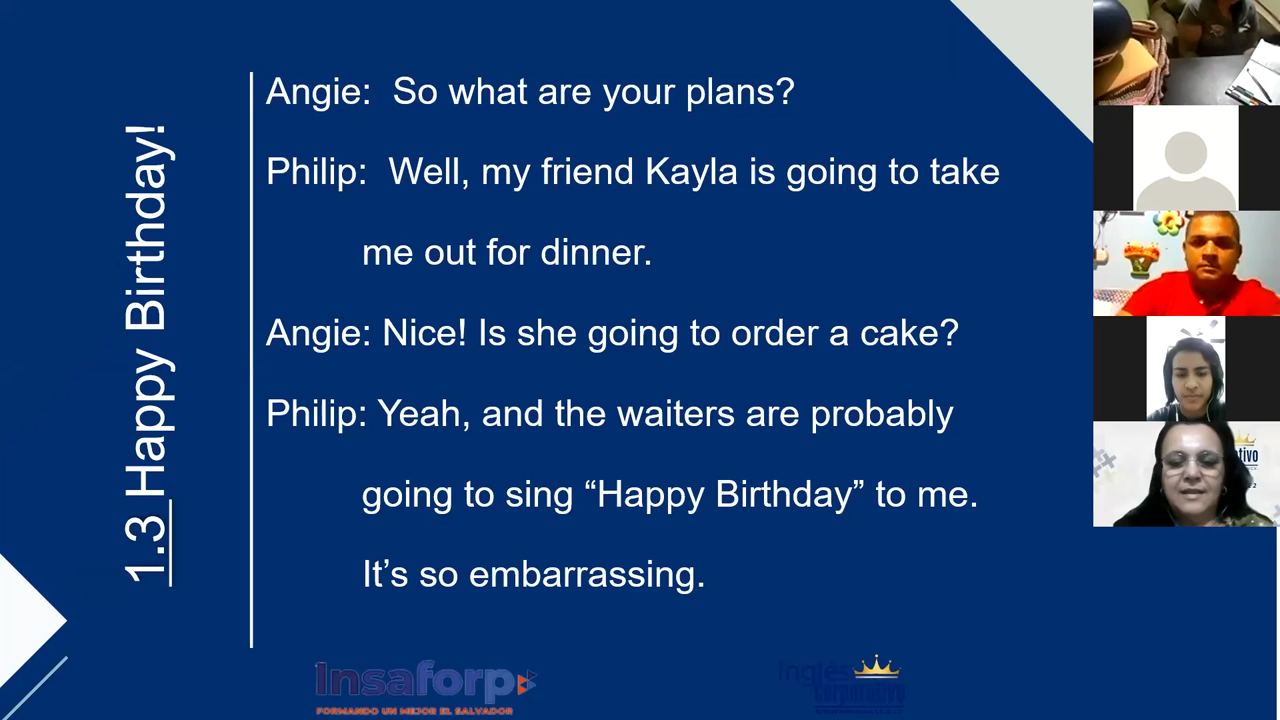 1.3 Happy Birthday!
Angie: So what are your plans?
Philip: Well, my friend Kayla is going to take
me out for dinner.
Angie: Nice! Is she going to order a cake?
Philip: Yeah, and the waiters are probably
going to sing “Happy Birthday” to me.
It’s so embarrassing.
Insaforp
FORMANDO UN MEJOR EL SALVADOR
Inglés
Corporativo